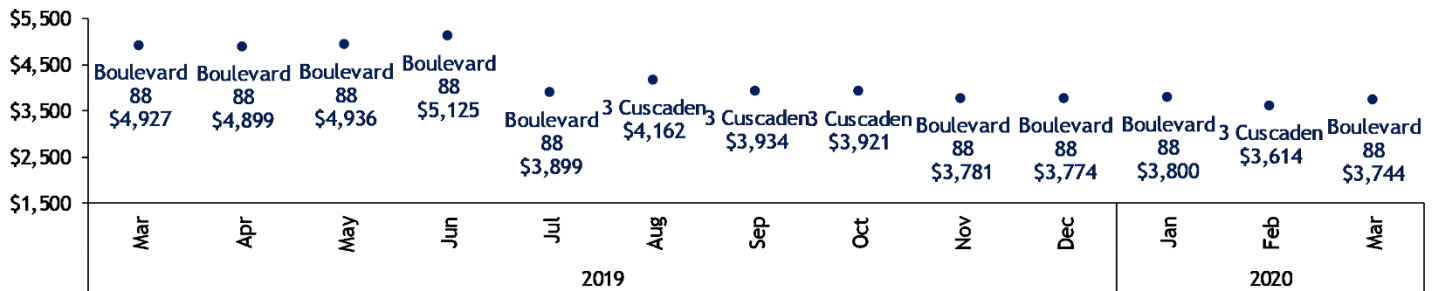 $5,500
$4,500
$3,500
$2,500
$1,500
Boulevard
88
$4,927
Boulevard
88
$4,899
Boulevard
88
$4,936
Boulevard
88
$5,125
Boulevard
88
$3,899
3 Cuscaden
$4,162
3 Cuscaden
$3,934
3 Cuscaden
$3,921
Boulevard
88
$3,781
Boulevard
88
$3,774
Boulevard
88
$3,800
3 Cuscaden
$3,614
Boulevard
88
$3,744
Mar
Apr
May
Jun
Jul
Aug
Sep
Oct
Nov
Dec
Jan
Feb
Mar
2019
2020